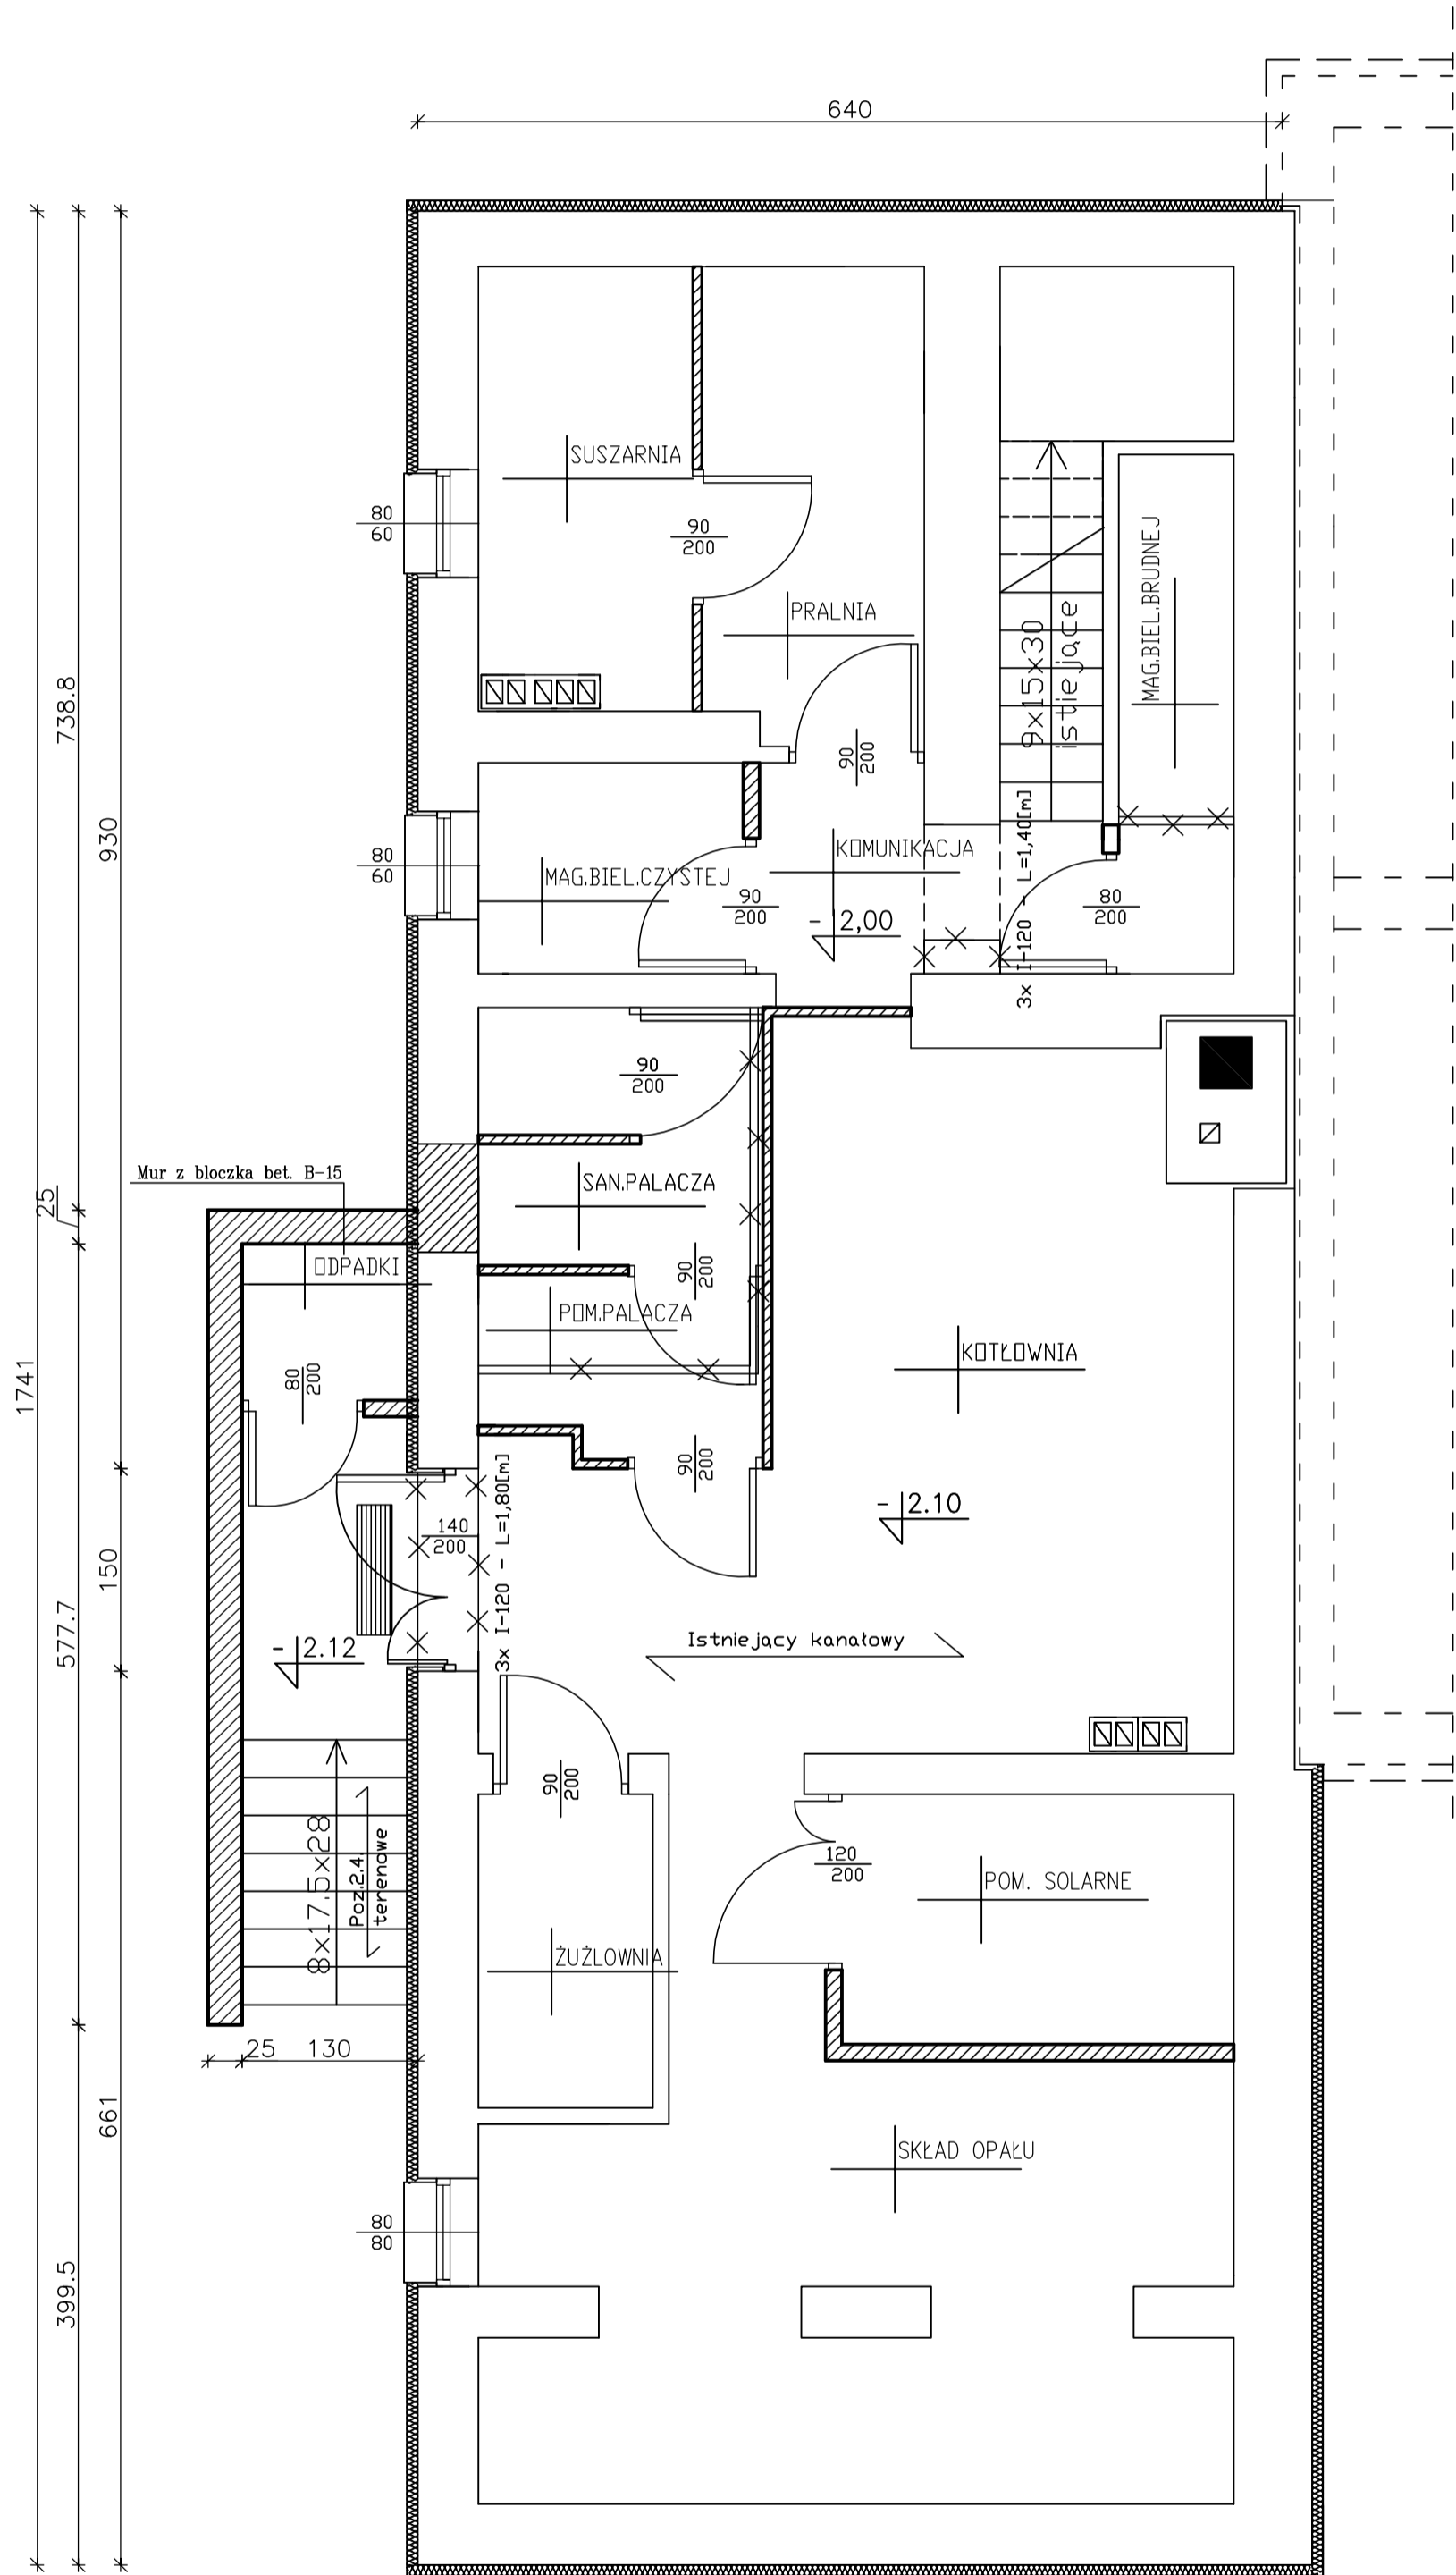 640
SUSZARNIA
80
60
90
200
PRALNIA
MAG.BIEL.BRUDNEJ
9x15x30
istiejące
738.8
930
90
200
KOMUNIKACJA
MAG.BIEL.CZYSTEJ
80
60
90
200
80
200
- 2,00
3x I-120 - L=1,40[m]
90
200
Mur z bloczka bet. B-15
SAN.PALACZA
25
ODPADKI
90
200
POM.PALACZA
KOTŁOWNIA
1741
80
200
90
200
- 2.10
140
200
3x I-120 - L=1,80[m]
150
577.7
- 2.12
Istniejący kanałowy
90
200
8x17,5x28
Poz.2.4.
terenowe
120
200
POM. SOLARNE
ŻUŻLOWNIA
25
130
661
SKŁAD OPAŁU
80
80
399.5